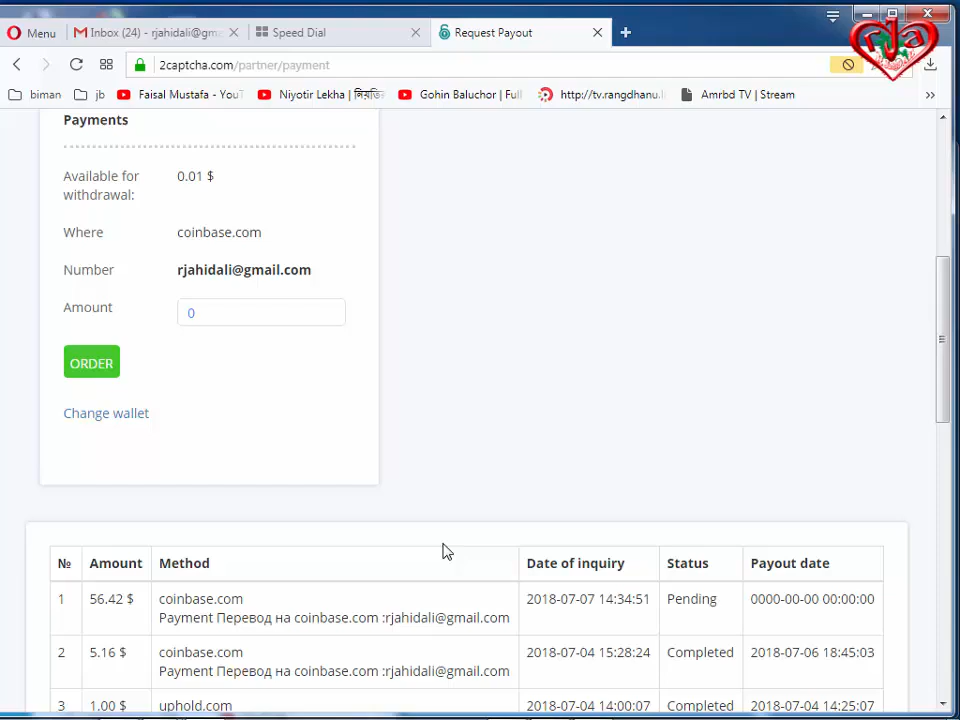 Menu
Inbox (24) - rjahidali@gm
Speed Dial
Request Payout
rja
2captcha.com/partner/payment
biman
jb
Faisal Mustafa - YouT
Niyotir Lekha | নিয়তি
Gohin Baluchor | Full
http://tv.rangdhanu.l
Amrbd TV | Stream
Payments
Available for withdrawal: 0.01 $
Where coinbase.com
Number rjahidali@gmail.com
Amount 0
ORDER
Change wallet
№ Amount Method Date of inquiry Status Payout date
1 56.42 $ coinbase.com 2018-07-07 14:34:51 Pending 0000-00-00 00:00:00
Payment Перевод на coinbase.com :rjahidali@gmail.com
2 5.16 $ coinbase.com 2018-07-04 15:28:24 Completed 2018-07-06 18:45:03
Payment Перевод на coinbase.com :rjahidali@gmail.com
3 1.00 $ uphold.com 2018-07-04 14:00:07 Completed 2018-07-04 14:25:07